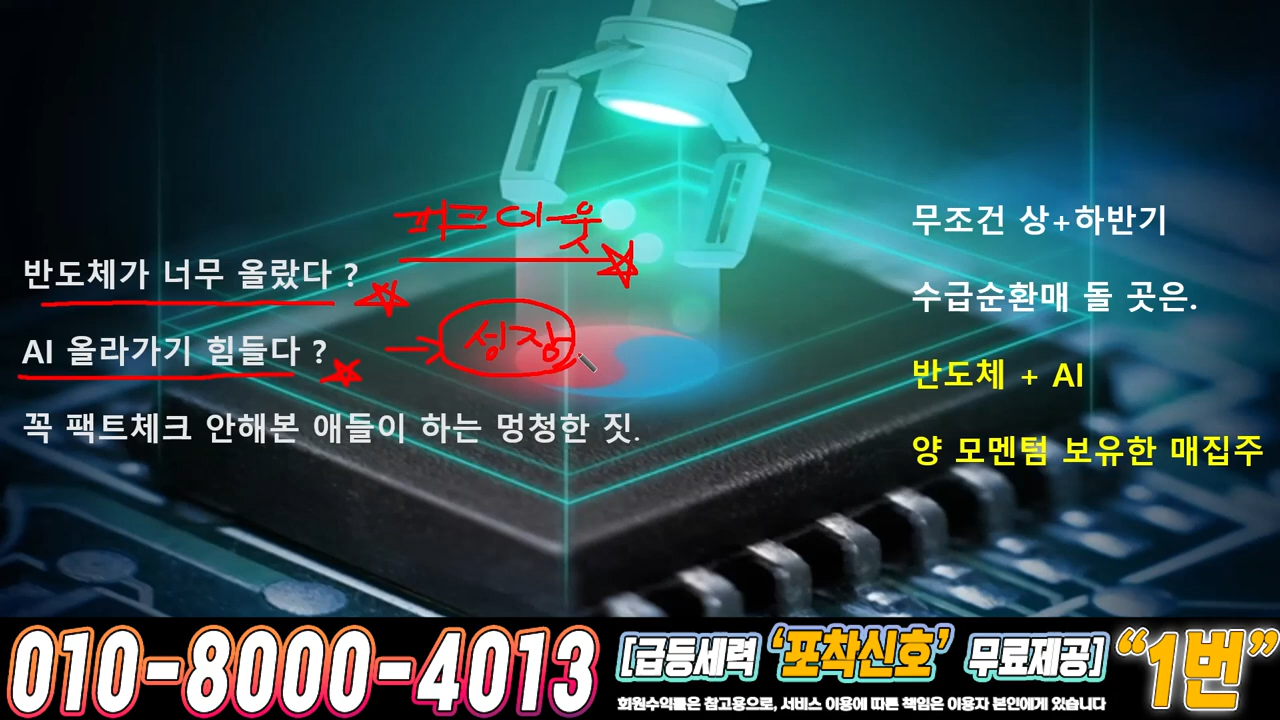 반도체가 너무 올랐다 ?
AI 올라가기 힘들다 ?
꼭 팩트체크 안해본 애들이 하는 멍청한 짓.
성장
무조건 상+하반기
수급순환매 돌 곳은.
반도체 + AI
양 모멘텀 보유한 매집주
010-8000-4013
[급등세력 '포착신호' 무료제공] "1번"
회원수익률은 참고용으로, 서비스 이용에 따른 책임은 이용자 본인에게 있습니다